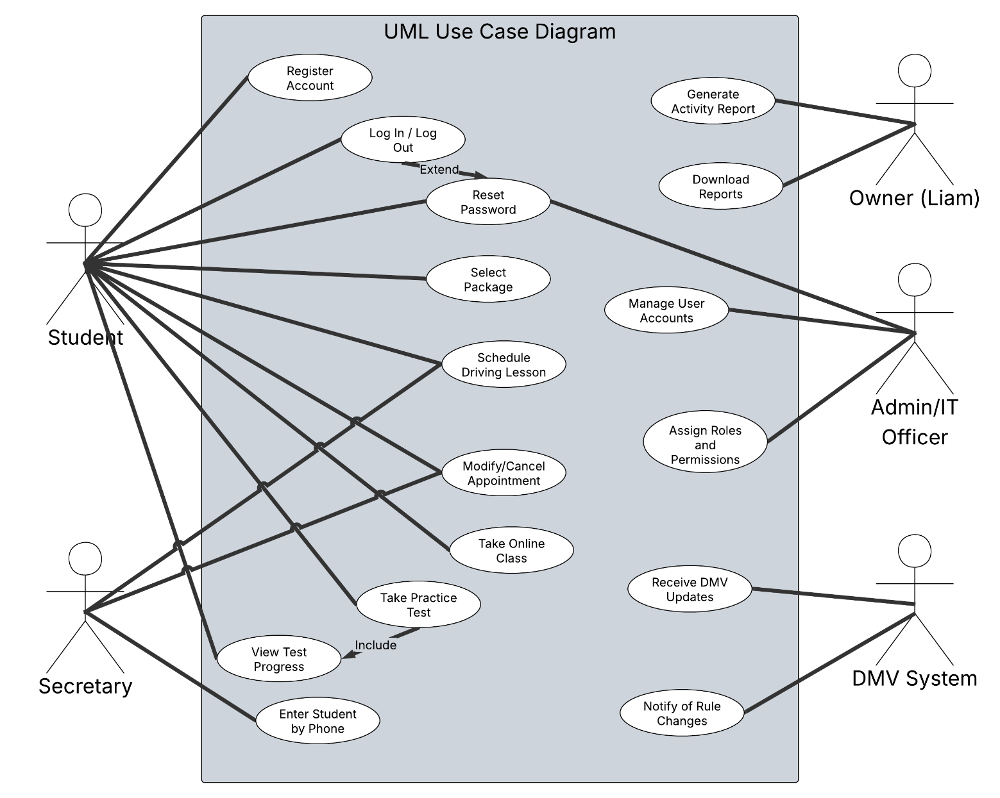 UML Use Case Diagram
Register
Account
Generate
Activity Report
Log In / Log
Out
Extend
Download
Reports
Reset
Password
Owner (Liam)
Select
Package
Manage User
Accounts
Student
Schedule
Driving Lesson
Admin/IT
Officer
Assign Roles
and
Permissions
Modify/Cancel
Appointment
Take Online
Class
Receive DMV
Updates
Take Practice
Test
Include
View Test
Progress
Secretary
DMV System
Enter Student
by Phone
Notify of Rule
Changes